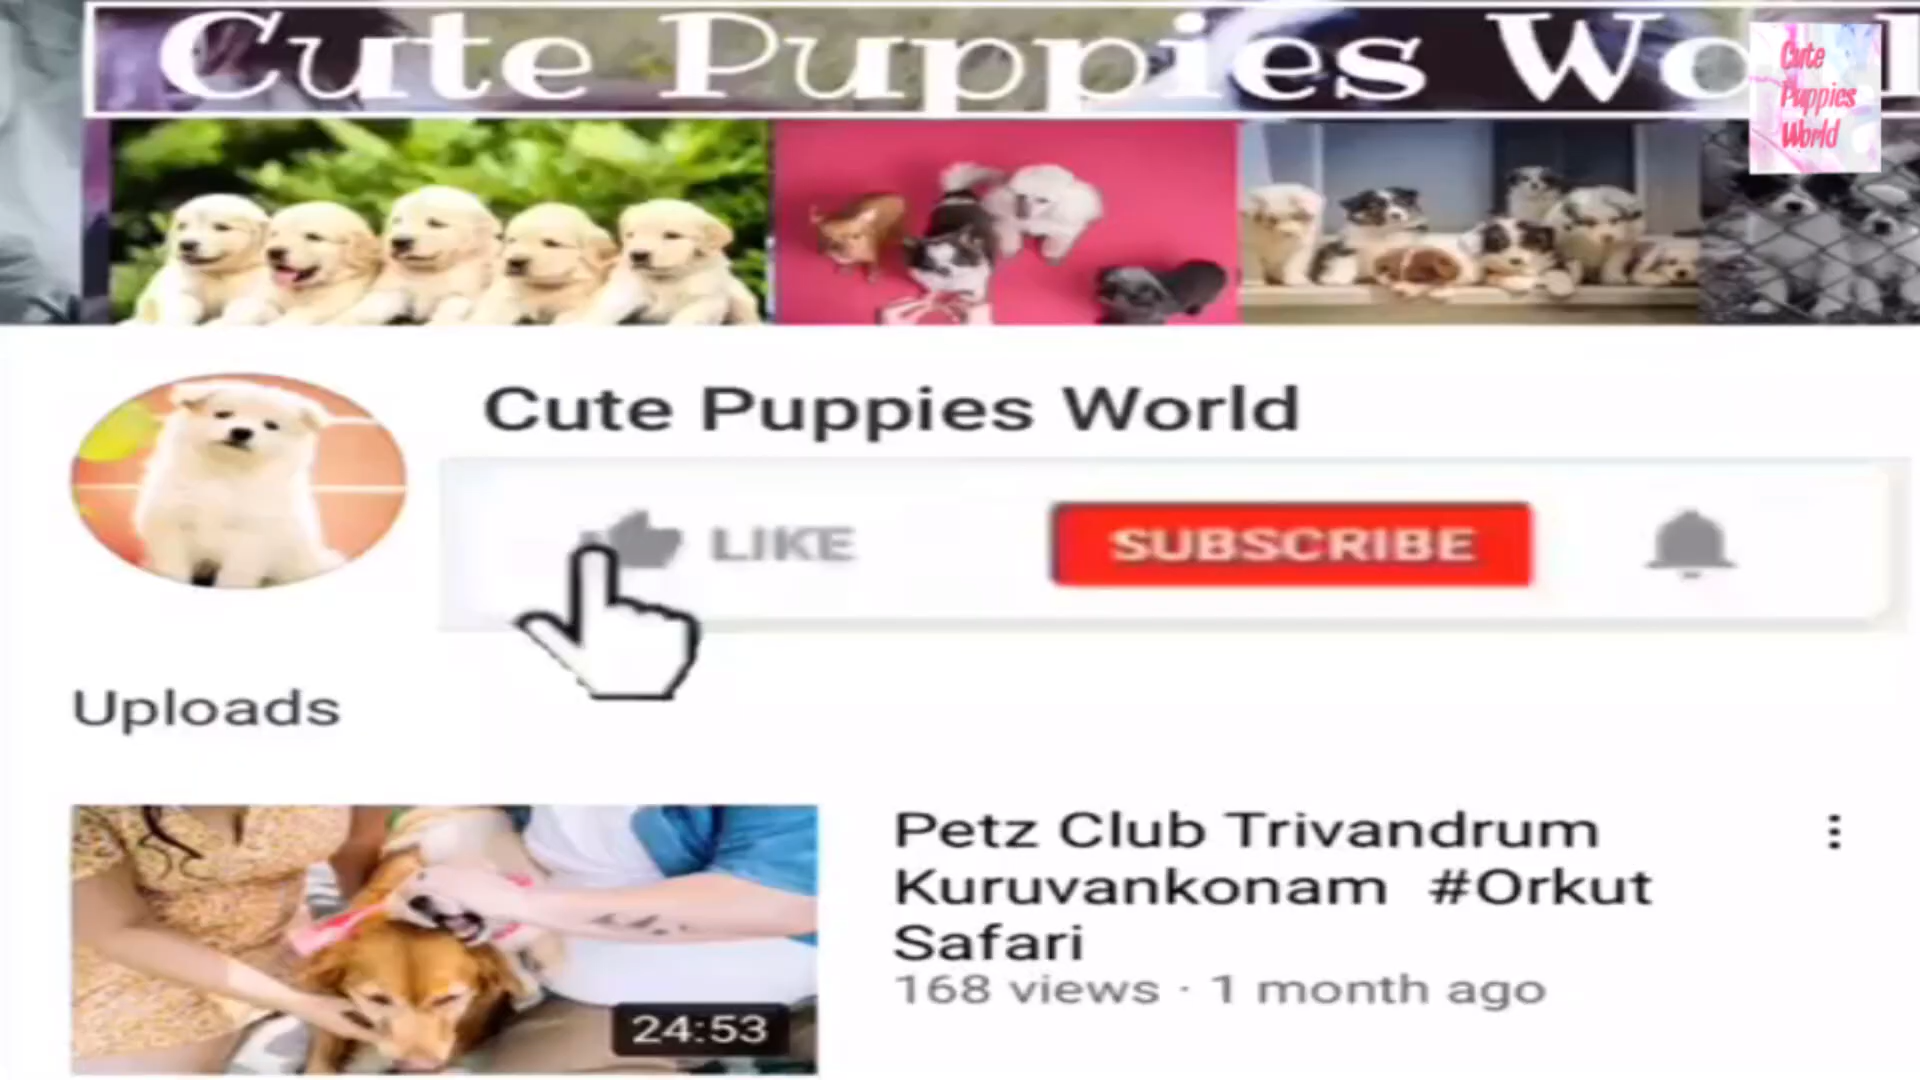 Cute Puppies Wo
Cute
Puppies
World
Cute Puppies World
LIKE
SUBSCRIBE
Uploads
Petz Club Trivandrum
Kuruvankonam #Orkut
Safari
168 views · 1 month ago
24:53